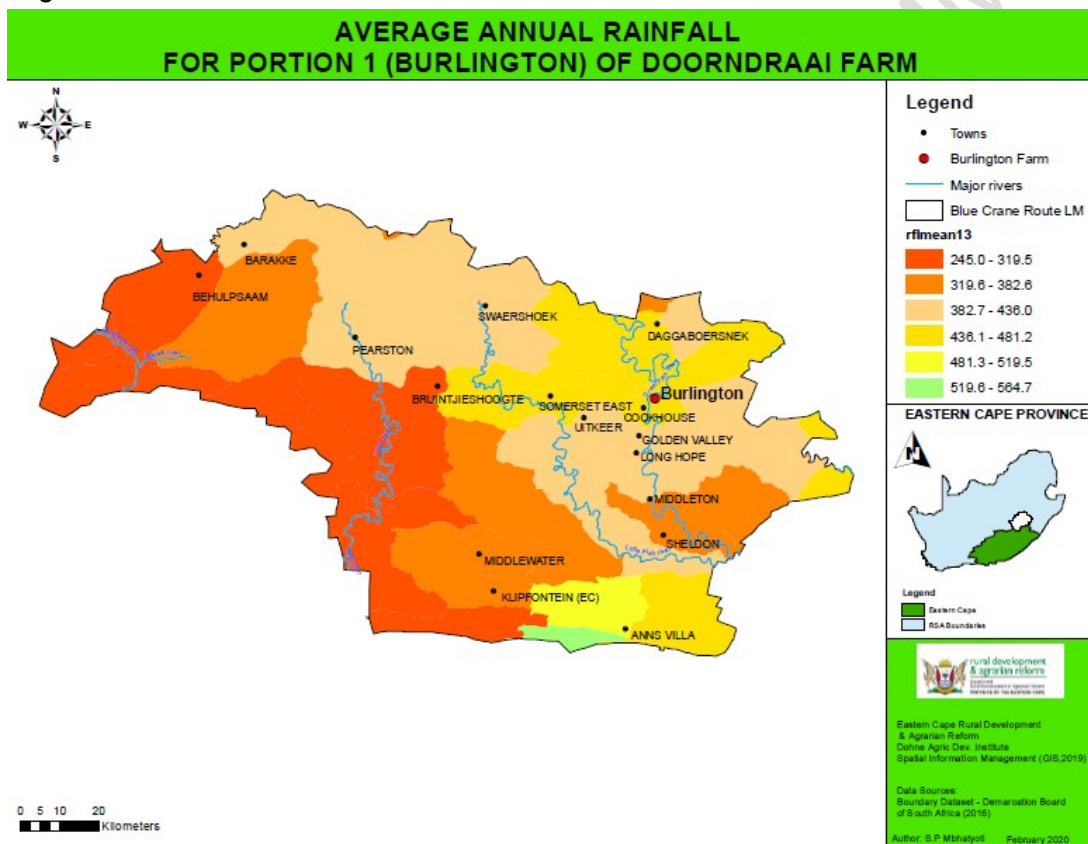 AVERAGE ANNUAL RAINFALL
FOR PORTION 1 (BURLINGTON) OF DOORNDRAAI FARM
N
W
E
S
BARAKKE
BEHULPSAAM
SWAERSHOEK
DAGGABOERSNEK
PEARSTON
BRUINTJIESHOOGTE
SOMERSET EAST
Burlington
COOKHOUSE
UITKEER
GOLDEN VALLEY
LONG HOPE
MIDDLETON
SHELDON
MIDDLEWATER
KLIPFONTEIN (EC)
ANNS VILLA
0 5 10 20
Kilometers
Legend
Towns
Burlington Farm
Major rivers
Blue Crane Route LM
rflmean13
245.0 - 319.5
319.6 - 382.6
382.7 - 436.0
436.1 - 481.2
481.3 - 519.5
519.6 - 564.7
EASTERN CAPE PROVINCE
N
Legend
Eastern Cape
RSA Boundaries
rural development
& agrarian reform
Eastern Cape Rural Development
& Agrarian Reform
Dohne Agric Dev. Institute
Spatial Information Management (GIS,2019)
Data Sources:
Boundary Dataset - Demarcation Board
of South Africa (2016)
Author: S.P Mbhatyoti February 2020